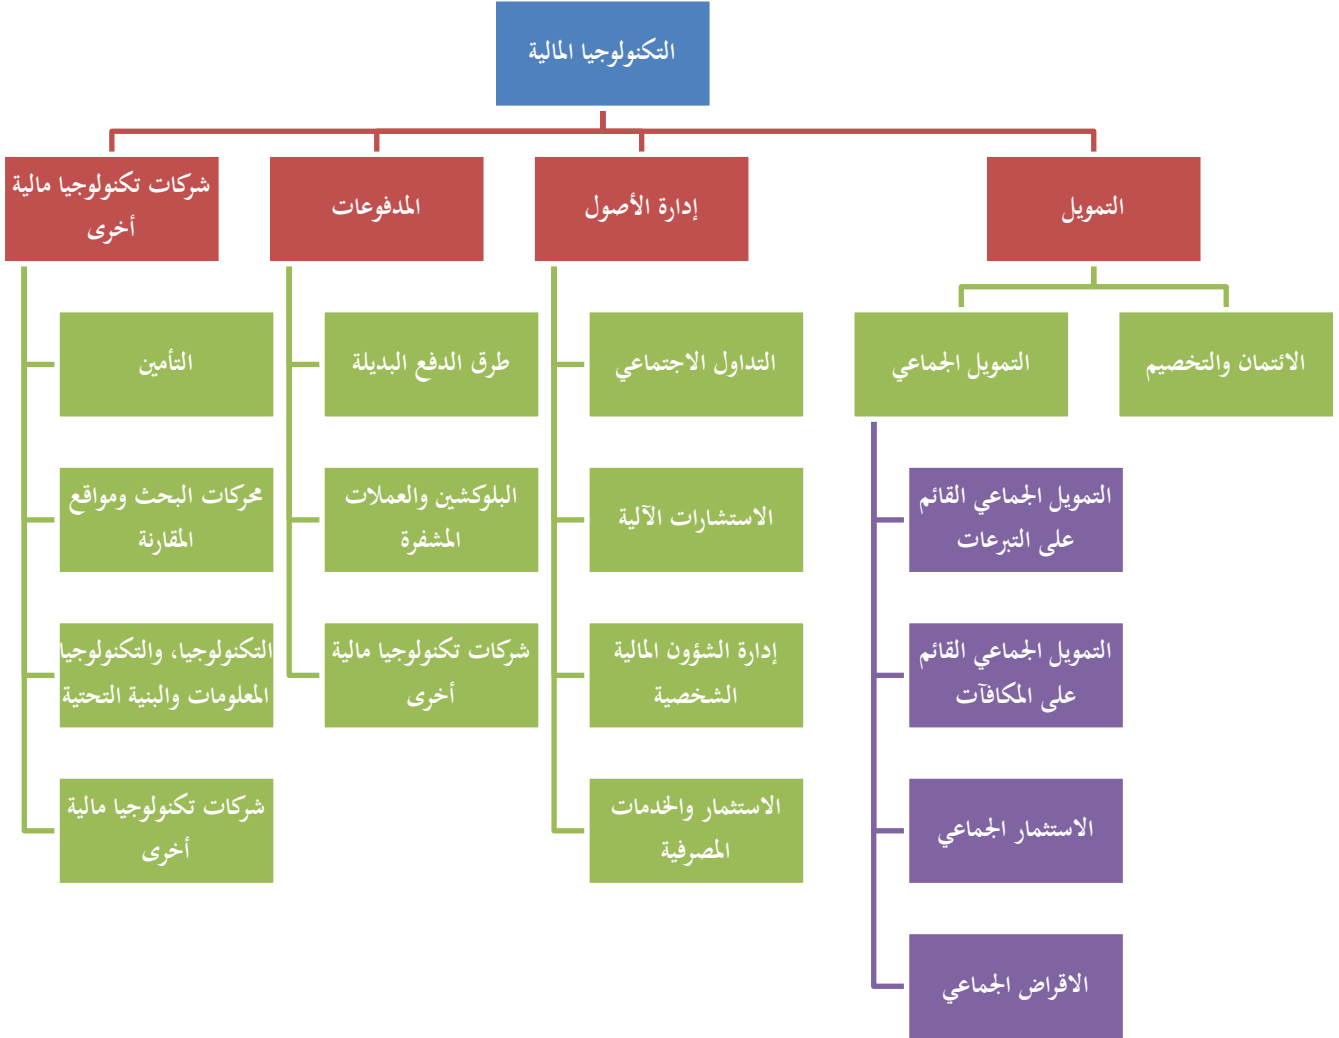 التكنولوجيا المالية
التمويل
إدارة الأصول
المدفوعات
شركات تكنولوجيا مالية
أخرى
الائتمان والتخصيم
التمويل الجماعي
التمويل الجماعي القائم
على التبرعات
التمويل الجماعي القائم
على المكافآت
الاستثمار الجماعي
الاقراض الجماعي
التداول الاجتماعي
الاستشارات الآلية
إدارة الشؤون المالية
الشخصية
الاستثمار والخدمات
المصرفية
طرق الدفع البديلة
البلوكشين والعملات
المشفرة
شركات تكنولوجيا مالية
أخرى
التأمين
محركات البحث ومواقع
المقارنة
التكنولوجيا، والتكنولوجيا
المعلومات والبنية التحتية
شركات تكنولوجيا مالية
أخرى